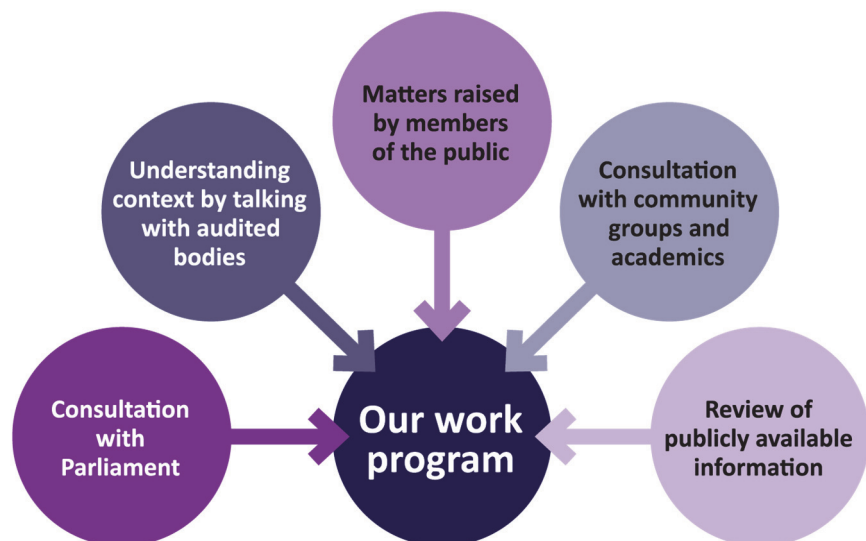 Matters raised
by members
of the public
Understanding
context by talking
with audited
bodies
Consultation
with community
groups and
academics
Consultation
with
Parliament
Our work
program
Review of
publicly available
information